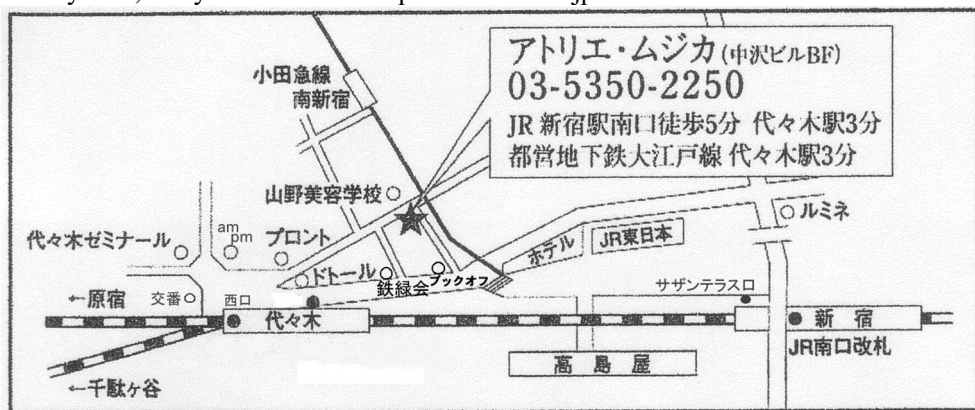 アトリエ・ムジカ(中沢ビルBF)
03-5350-2250
JR 新宿駅南口徒歩5分 代々木駅3分
都営地下鉄大江戸線 代々木駅3分
小田急線
南新宿
山野美容学校
代々木ゼミナール
am
pm
プロント
ドトール
鉄緑会
ブックオフ
ホテル
JR東日本
ルミネ
←原宿
交番
西口
代々木
サザンテラス口
新宿
JR南口改札
高島屋
←千駄ヶ谷